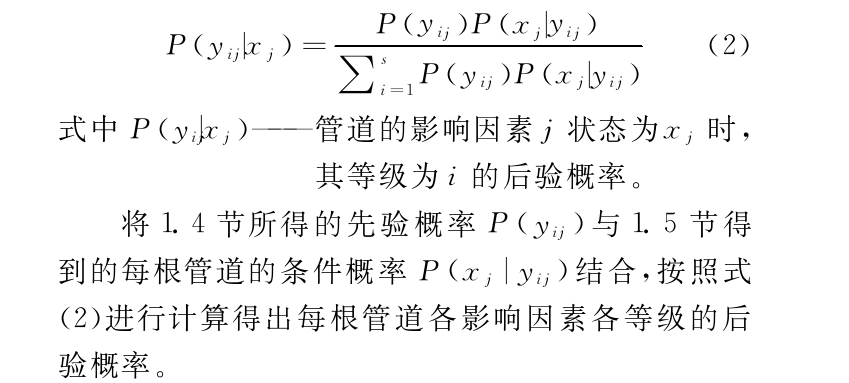 P(y_{ij}|x_j) = \frac{P(y_{ij})P(x_j|y_{ij})}{\sum_{i=1}^{s} P(y_{ij})P(x_j|y_{ij})} (2)
式中 P(y_{ij}|x_j)——管道的影响因素 j 状态为 x_j 时，
其等级为 i 的后验概率。
将 1.4 节所得的先验概率 P(y_{ij}) 与 1.5 节得
到的每根管道的条件概率 P(x_j | y_{ij}) 结合，按照式
(2)进行计算得出每根管道各影响因素各等级的后
验概率。